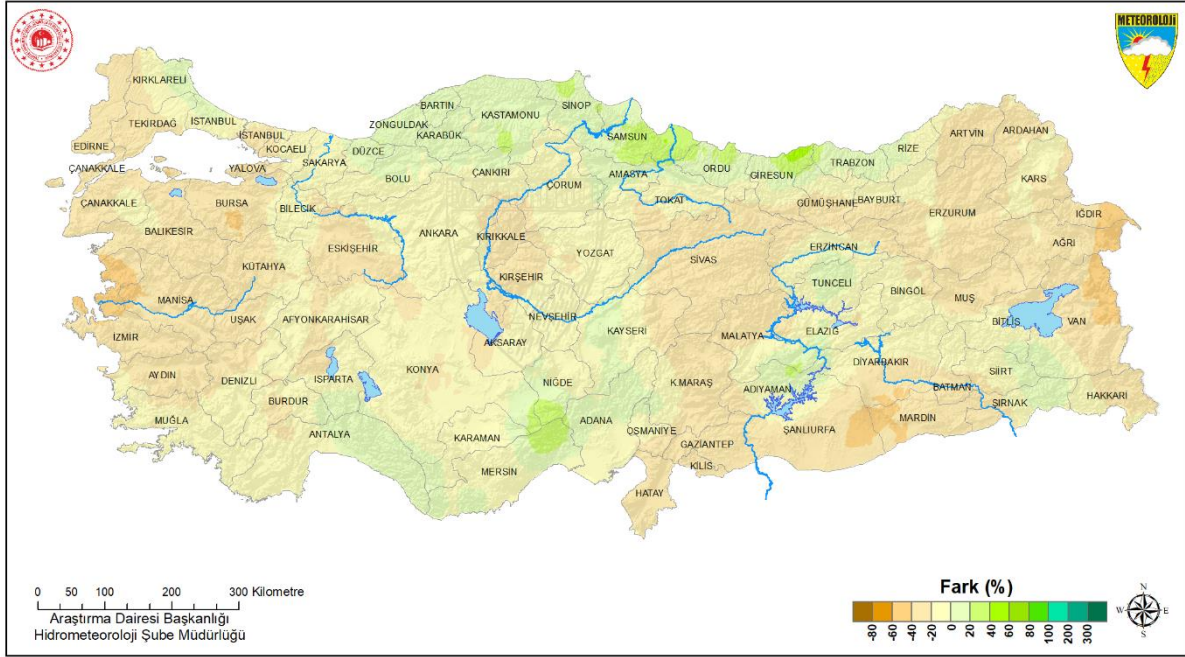 METEOROLOJİ
KIRKLARELİ
TEKİRDAĞ
İSTANBUL
EDİRNE
İSTANBUL
KOCAELİ
ÇANAKKALE
YALOVA
SAKARYA
DÜZCE
ZONGULDAK
BARTIN
KARABÜK
KASTAMONU
SİNOP
SAMSUN
ORDU
GİRESUN
TRABZON
RİZE
ARTVİN
ARDAHAN
KARS
ÇANAKKALE
BURSA
BİLECİK
BOLU
ÇANKIRI
ÇORUM
AMASYA
TOKAT
GÜMÜŞHANE
BAYBURT
ERZURUM
IĞDIR
BALIKESİR
KÜTAHYA
ESKİŞEHİR
ANKARA
KIRIKKALE
YOZGAT
SİVAS
ERZİNCAN
AĞRI
MANİSA
UŞAK
AFYONKARAHİSAR
KIRŞEHİR
NEVŞEHİR
KAYSERİ
MALATYA
TUNCELİ
ELAZIĞ
BİNGÖL
MUŞ
BİTLİS
VAN
İZMİR
AYDIN
DENİZLİ
BURDUR
ISPARTA
KONYA
AKSARAY
NİĞDE
K.MARAŞ
ADIYAMAN
DİYARBAKIR
BATMAN
SİİRT
ŞIRNAK
HAKKARİ
MUĞLA
ANTALYA
KARAMAN
MERSİN
ADANA
OSMANİYE
GAZİANTEP
KİLİS
ŞANLIURFA
MARDİN
HATAY
0 50 100 200 300 Kilometre
Araştırma Dairesi Başkanlığı
Hidrometeoroloji Şube Müdürlüğü
Fark (%)
-80 -60 -40 -20 0 20 40 60 80 100 200 300
N
W E
S